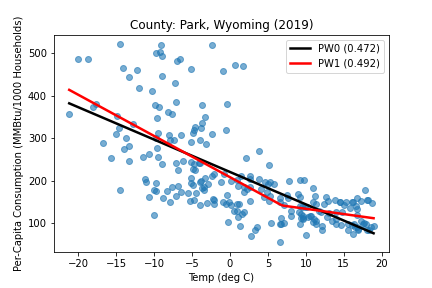 County: Park, Wyoming (2019)
PW0 (0.472)
PW1 (0.492)
Per-Capita Consumption (MMBtu/1000 Households)
500
400
300
200
100
−20 −15 −10 −5 0 5 10 15 20
Temp (deg C)